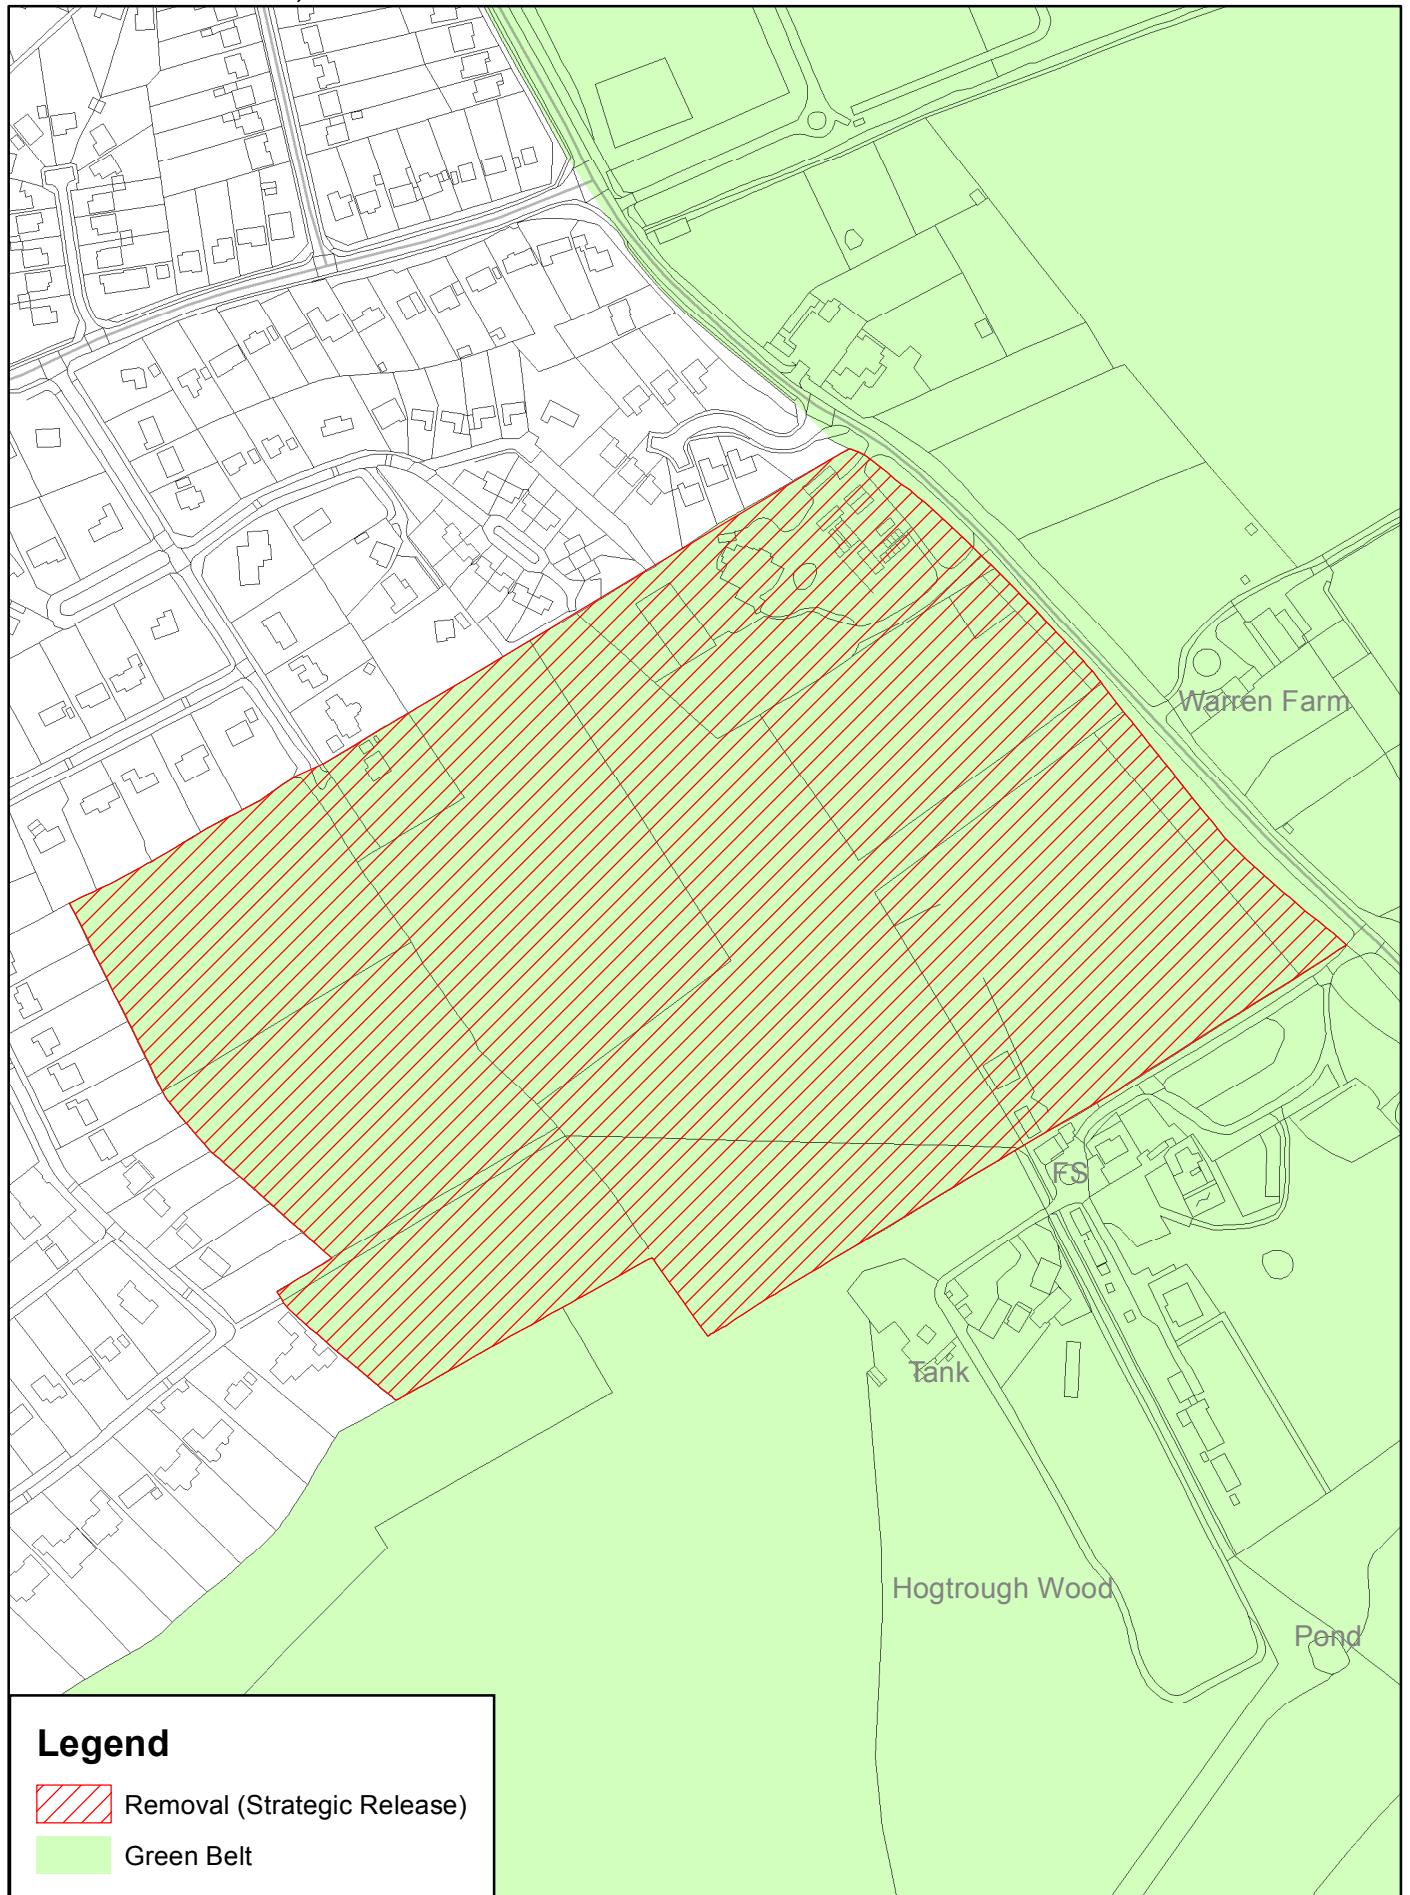 Warren Farm
FS
Tank
Hogtrough Wood
Pond
Legend
Removal (Strategic Release)
Green Belt